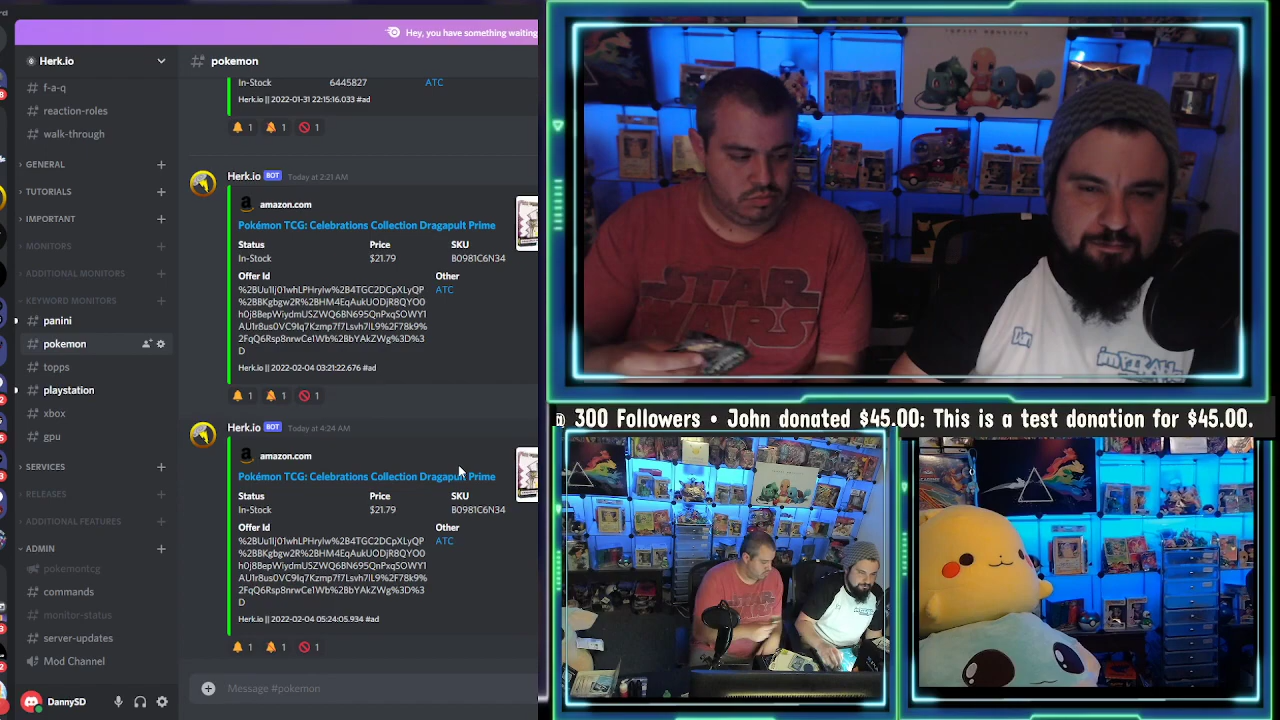 Hey, you have something waiting
Herk.io
pokemon
f-a-q
reaction-roles
walk-through
GENERAL
TUTORIALS
IMPORTANT
MONITORS
ADDITIONAL MONITORS
KEYWORD MONITORS
panini
pokemon
topps
playstation
xbox
gpu
SERVICES
RELEASES
ADDITIONAL FEATURES
ADMIN
pokemontcg
commands
monitor-status
server-updates
Mod Channel
DannySD
In-Stock 6445827 ATC
Herk.io || 2022-01-31 22:15:16.033 #ad
1 1 1
Herk.io BOT Today at 2:21 AM
amazon.com
Pokémon TCG: Celebrations Collection Dragapult Prime
Status Price SKU
In-Stock $21.79 B0981C6N34
Offer Id Other
%2BUu1Ij01whLPHrylw%2B4TGC2DCpXLyQP ATC
%2BKgbgw2R%2BHM4EqAukUODjR8QYO0
h0j8BepWiydmUSZWQ6BN695QnPxqSOWY1
AU1r8us0VC9Iq7Kzmp7f7Lsvh7IL9%2F78k9%
2FqQ6Rsp8nrwCe1Wb%2BbYAkZWg%3D%3
D
Herk.io || 2022-02-04 03:21:22.676 #ad
1 1 1
Herk.io BOT Today at 4:24 AM
amazon.com
Pokémon TCG: Celebrations Collection Dragapult Prime
Status Price SKU
In-Stock $21.79 B0981C6N34
Offer Id Other
%2BUu1Ij01whLPHrylw%2B4TGC2DCpXLyQP ATC
%2BKgbgw2R%2BHM4EqAukUODjR8QYO0
h0j8BepWiydmUSZWQ6BN695QnPxqSOWY1
AU1r8us0VC9Iq7Kzmp7f7Lsvh7IL9%2F78k9%
2FqQ6Rsp8nrwCe1Wb%2BbYAkZWg%3D%3
D
Herk.io || 2022-02-04 05:24:05.934 #ad
1 1 1
Message #pokemon
STAR
WARS
300 Followers • John donated $45.00: This is a test donation for $45.00.